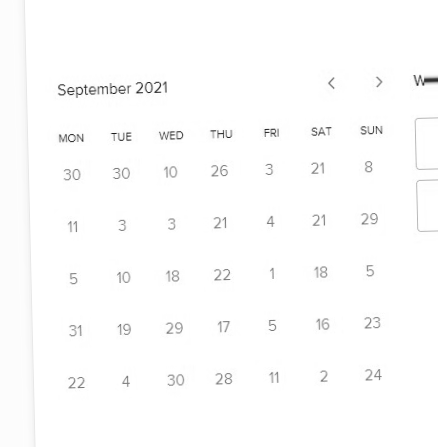 September 2021
< >
MON TUE WED THU FRI SAT SUN
30 30 10 26 3 21 8
11 3 3 21 4 21 29
5 10 18 22 1 18 5
31 19 29 17 5 16 23
22 4 30 28 11 2 24